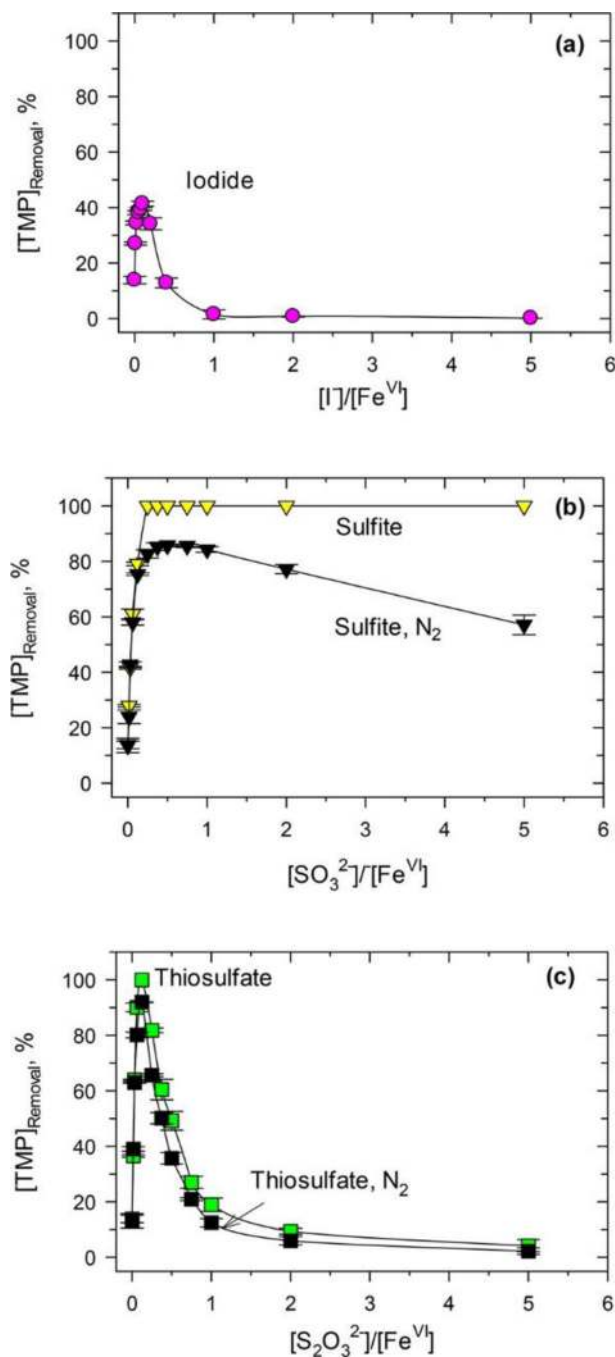 (a)
100
80
60
40
20
0
Iodide
[TMP]Removal, %
0 1 2 3 4 5 6
[I⁻]/[Feⱽᴵ]
(b)
100
80
60
40
20
0
Sulfite
Sulfite, N₂
[TMP]Removal, %
0 1 2 3 4 5 6
[SO₃²⁻]/[Feⱽᴵ]
Thiosulfate (c)
100
80
60
40
20
0
Thiosulfate, N₂
[TMP]Removal, %
0 1 2 3 4 5 6
[S₂O₃²⁻]/[Feⱽᴵ]